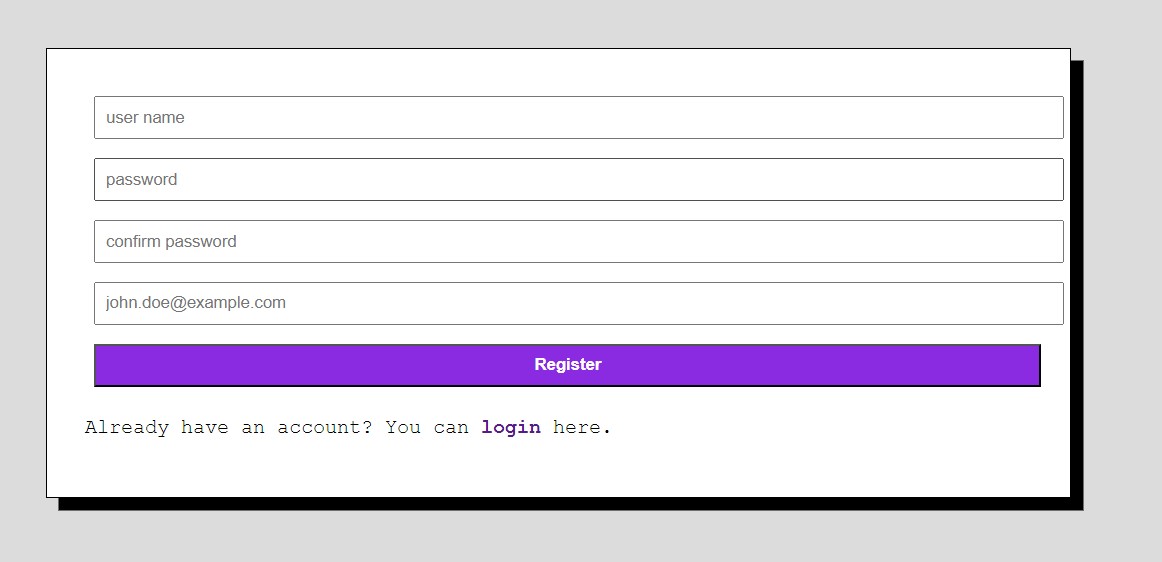 user name
password
confirm password
john.doe@example.com
Register
Already have an account? You can login here.